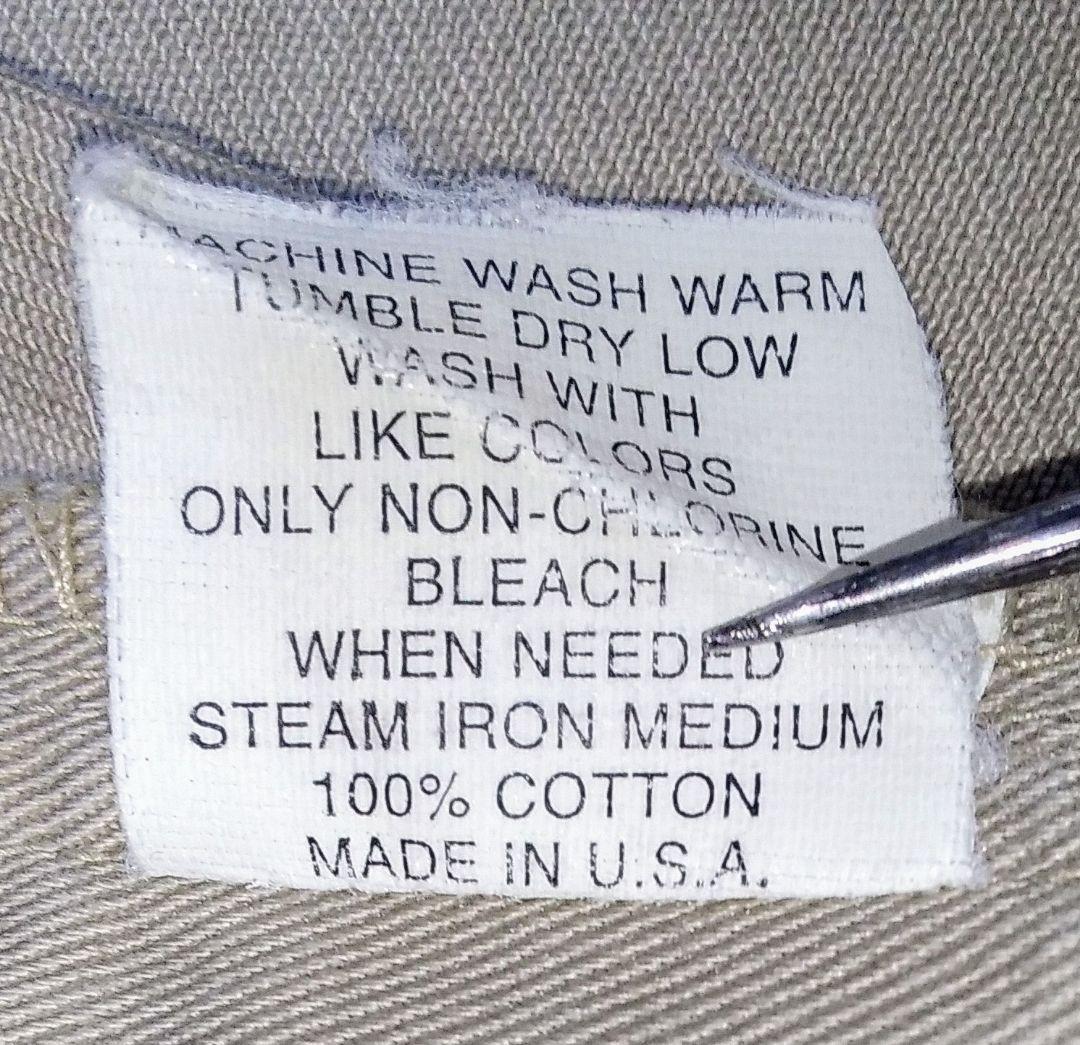 MACHINE WASH WARM
TUMBLE DRY LOW
WASH WITH
LIKE COLORS
ONLY NON-CHLORINE
BLEACH
WHEN NEEDED
STEAM IRON MEDIUM
100% COTTON
MADE IN U.S.A.